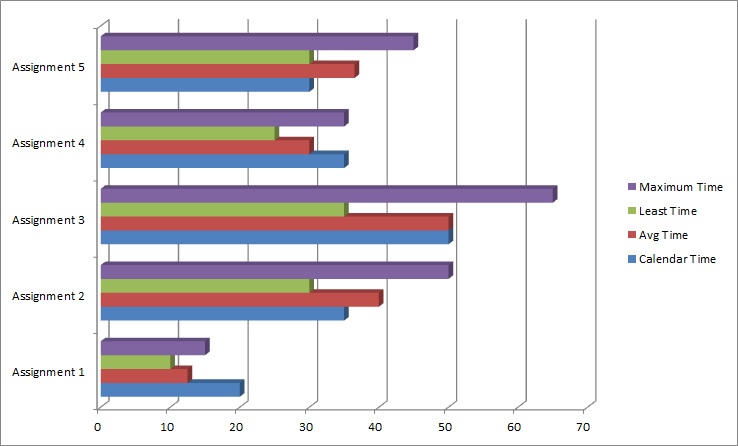 Assignment 5
Assignment 4
Assignment 3
Assignment 2
Assignment 1
0 10 20 30 40 50 60 70
Maximum Time
Least Time
Avg Time
Calendar Time